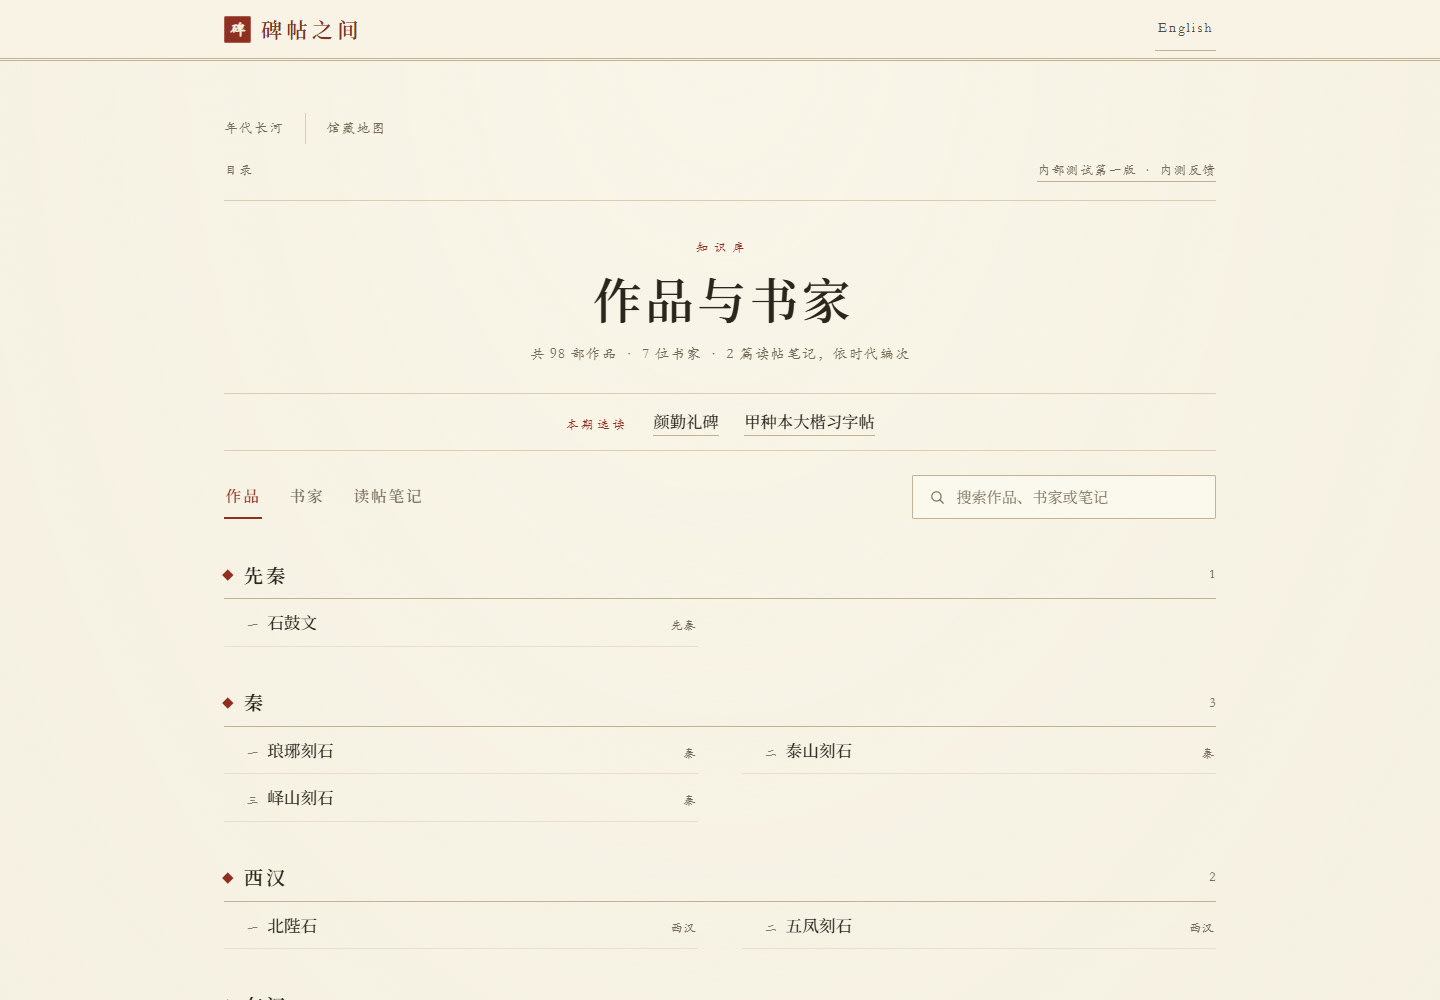 碑 碑帖之间 English
年代长河 馆藏地图
目录 内部测试第一版 · 内测反馈
知识库
作品与书家
共 98 部作品 · 7 位书家 · 2 篇读帖笔记，依时代编次
本期选读 颜勤礼碑 甲种本大楷习字帖
作品 书家 读帖笔记 搜索作品、书家或笔记
先秦 1
一 石鼓文 先秦
秦 3
一 琅琊刻石 秦 二 泰山刻石 秦
三 峄山刻石 秦
西汉 2
一 北陛石 西汉 二 五凤刻石 西汉